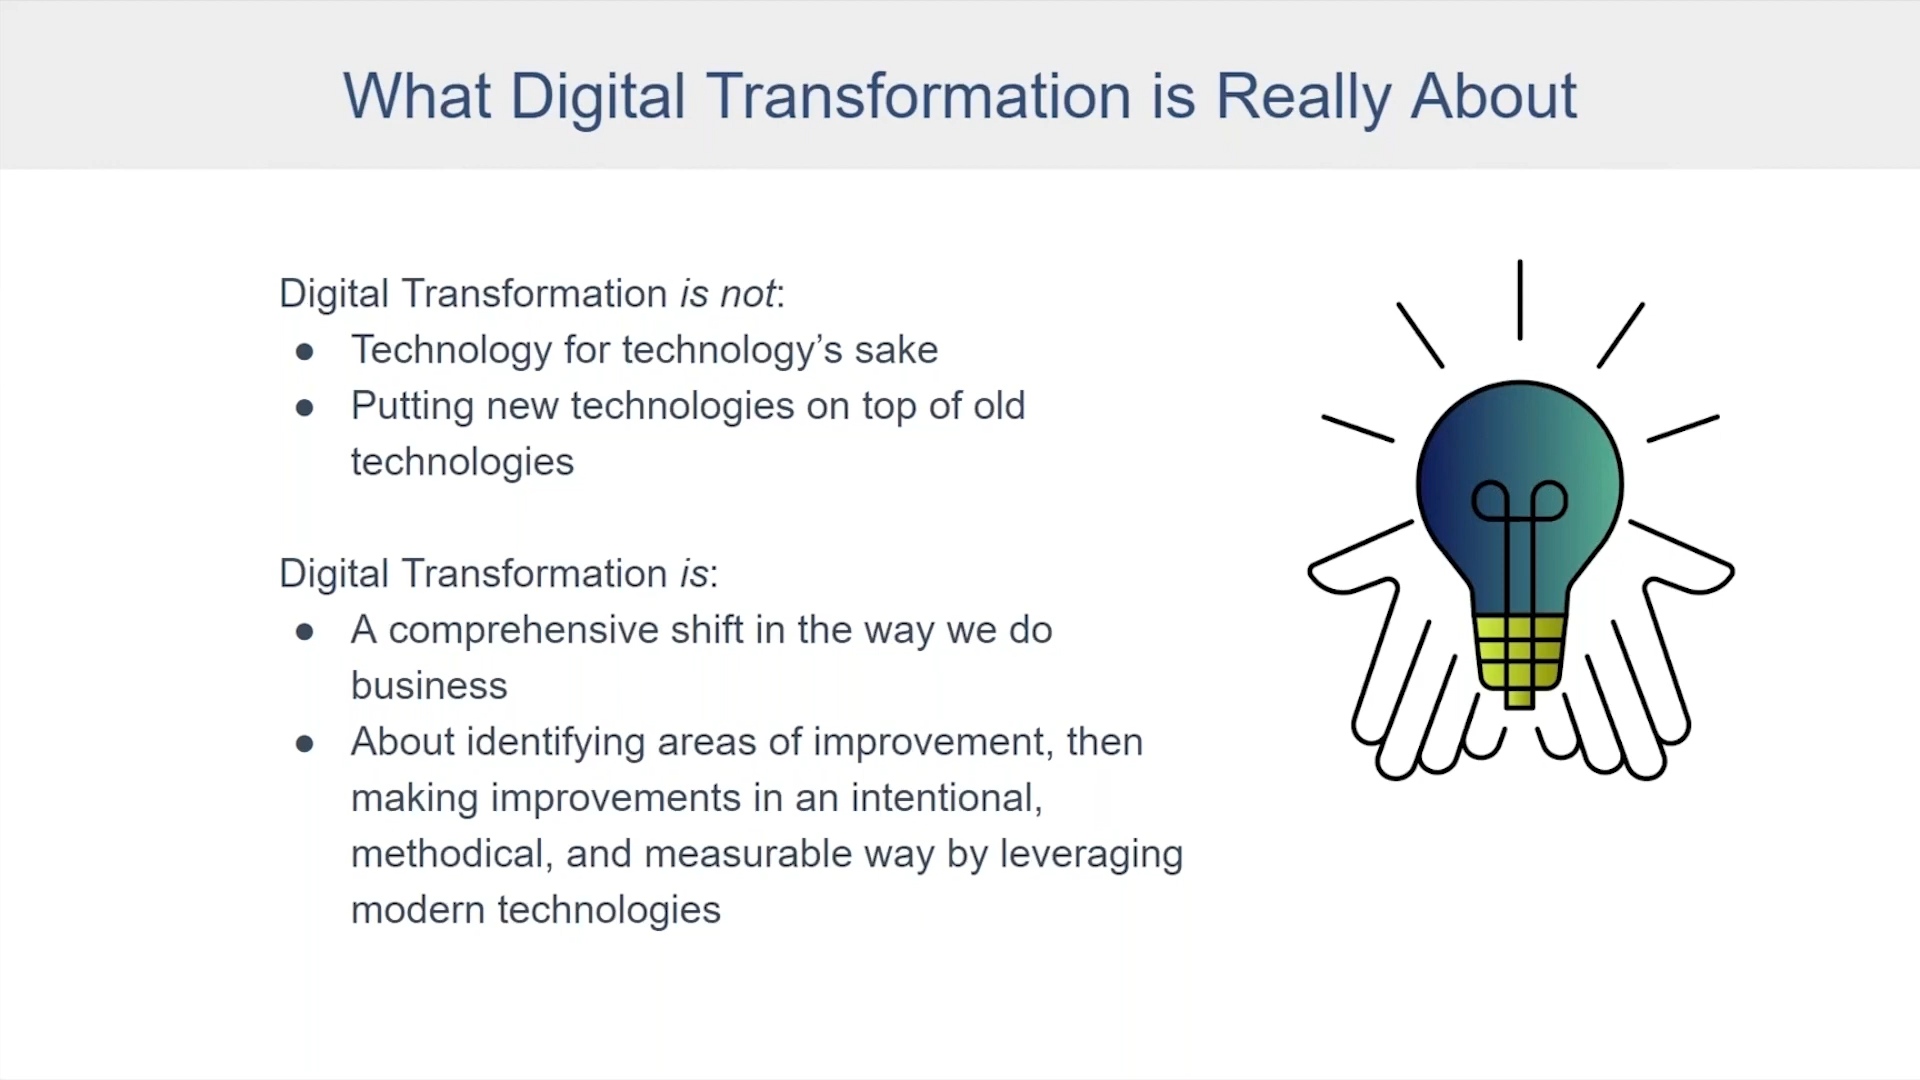 What Digital Transformation is Really About
Digital Transformation is not:
● Technology for technology’s sake
● Putting new technologies on top of old
technologies
Digital Transformation is:
● A comprehensive shift in the way we do
business
● About identifying areas of improvement, then
making improvements in an intentional,
methodical, and measurable way by leveraging
modern technologies